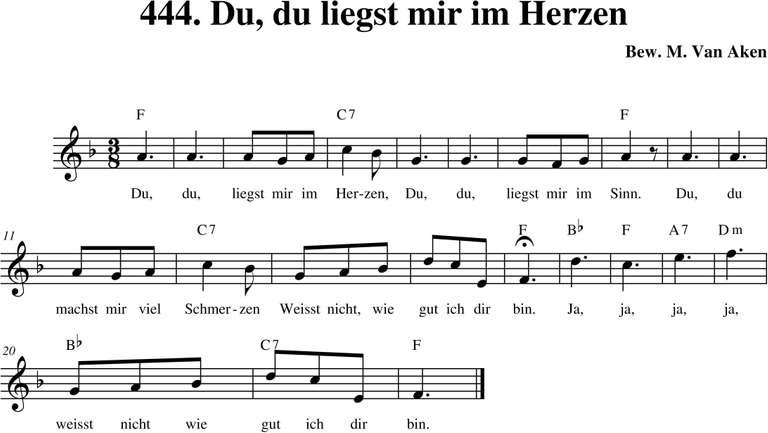 444. Du, du liegst mir im Herzen
Bew. M. Van Aken
F C7 F
3
8
Du, du, liegst mir im Her-zen, Du, du, liegst mir im Sinn. Du, du
11
C7 F B♭ F A7 Dm
machst mir viel Schmer-zen Weisst nicht, wie gut ich dir bin. Ja, ja, ja, ja,
20
B♭ C7 F
weisst nicht wie gut ich dir bin.